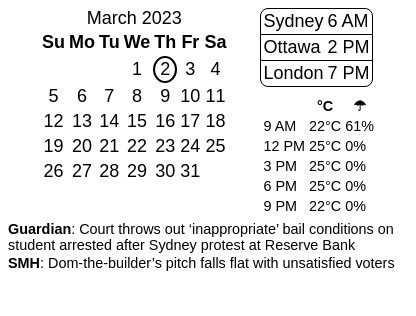 March 2023
Su Mo Tu We Th Fr Sa
1 2 3 4
5 6 7 8 9 10 11
12 13 14 15 16 17 18
19 20 21 22 23 24 25
26 27 28 29 30 31
Sydney 6 AM
Ottawa 2 PM
London 7 PM
°C ☂
9 AM 22°C 61%
12 PM 25°C 0%
3 PM 25°C 0%
6 PM 25°C 0%
9 PM 22°C 0%
Guardian: Court throws out ‘inappropriate’ bail conditions on
student arrested after Sydney protest at Reserve Bank
SMH: Dom-the-builder’s pitch falls flat with unsatisfied voters